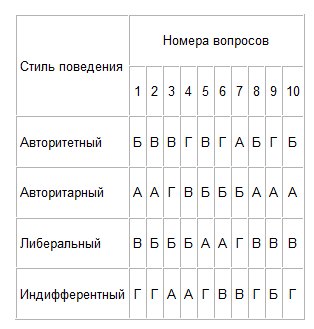 Стиль поведения
Номера вопросов
1 2 3 4 5 6 7 8 9 10
Авторитетный Б В В Г В Г А Б Г Б
Авторитарный А А Г В Б Б Б А А А
Либеральный В Б Б Б А А Г В В В
Индифферентный Г Г А А Г В В Г Б Г